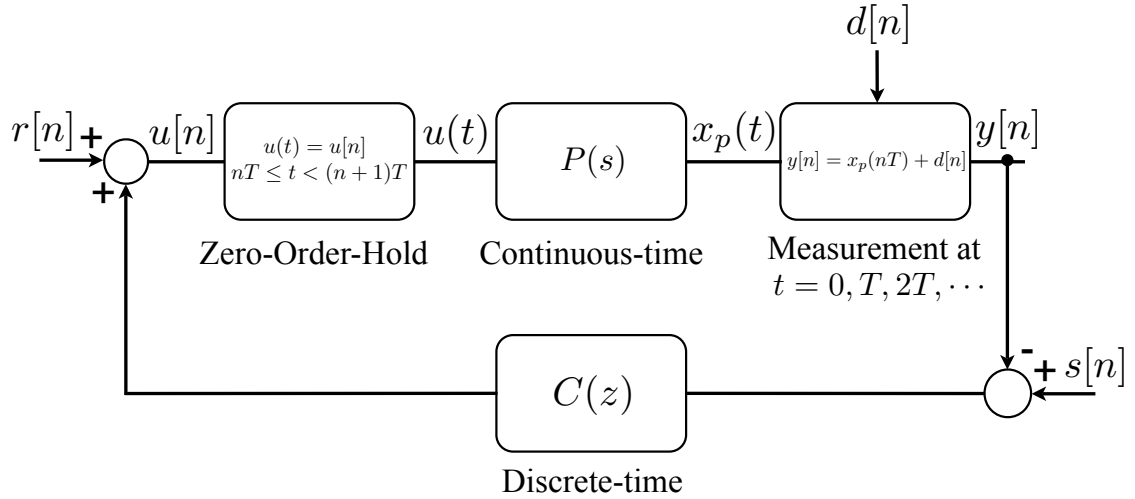 d[n]
r[n] + u[n] u(t) x_p(t) y[n]
+
u(t) = u[n]
nT ≤ t < (n + 1)T
P(s)
y[n] = x_p(nT) + d[n]
Zero-Order-Hold
Continuous-time
Measurement at
t = 0, T, 2T, ⋯
C(z)
-
+ s[n]
Discrete-time